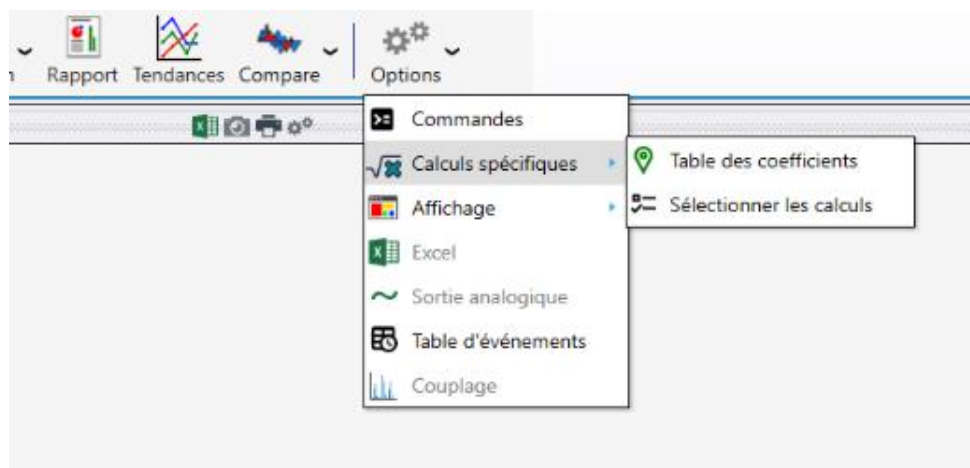 Rapport Tendances Compare Options
Commandes
Calculs spécifiques
Table des coefficients
Affichage
Sélectionner les calculs
Excel
Sortie analogique
Table d'événements
Couplage